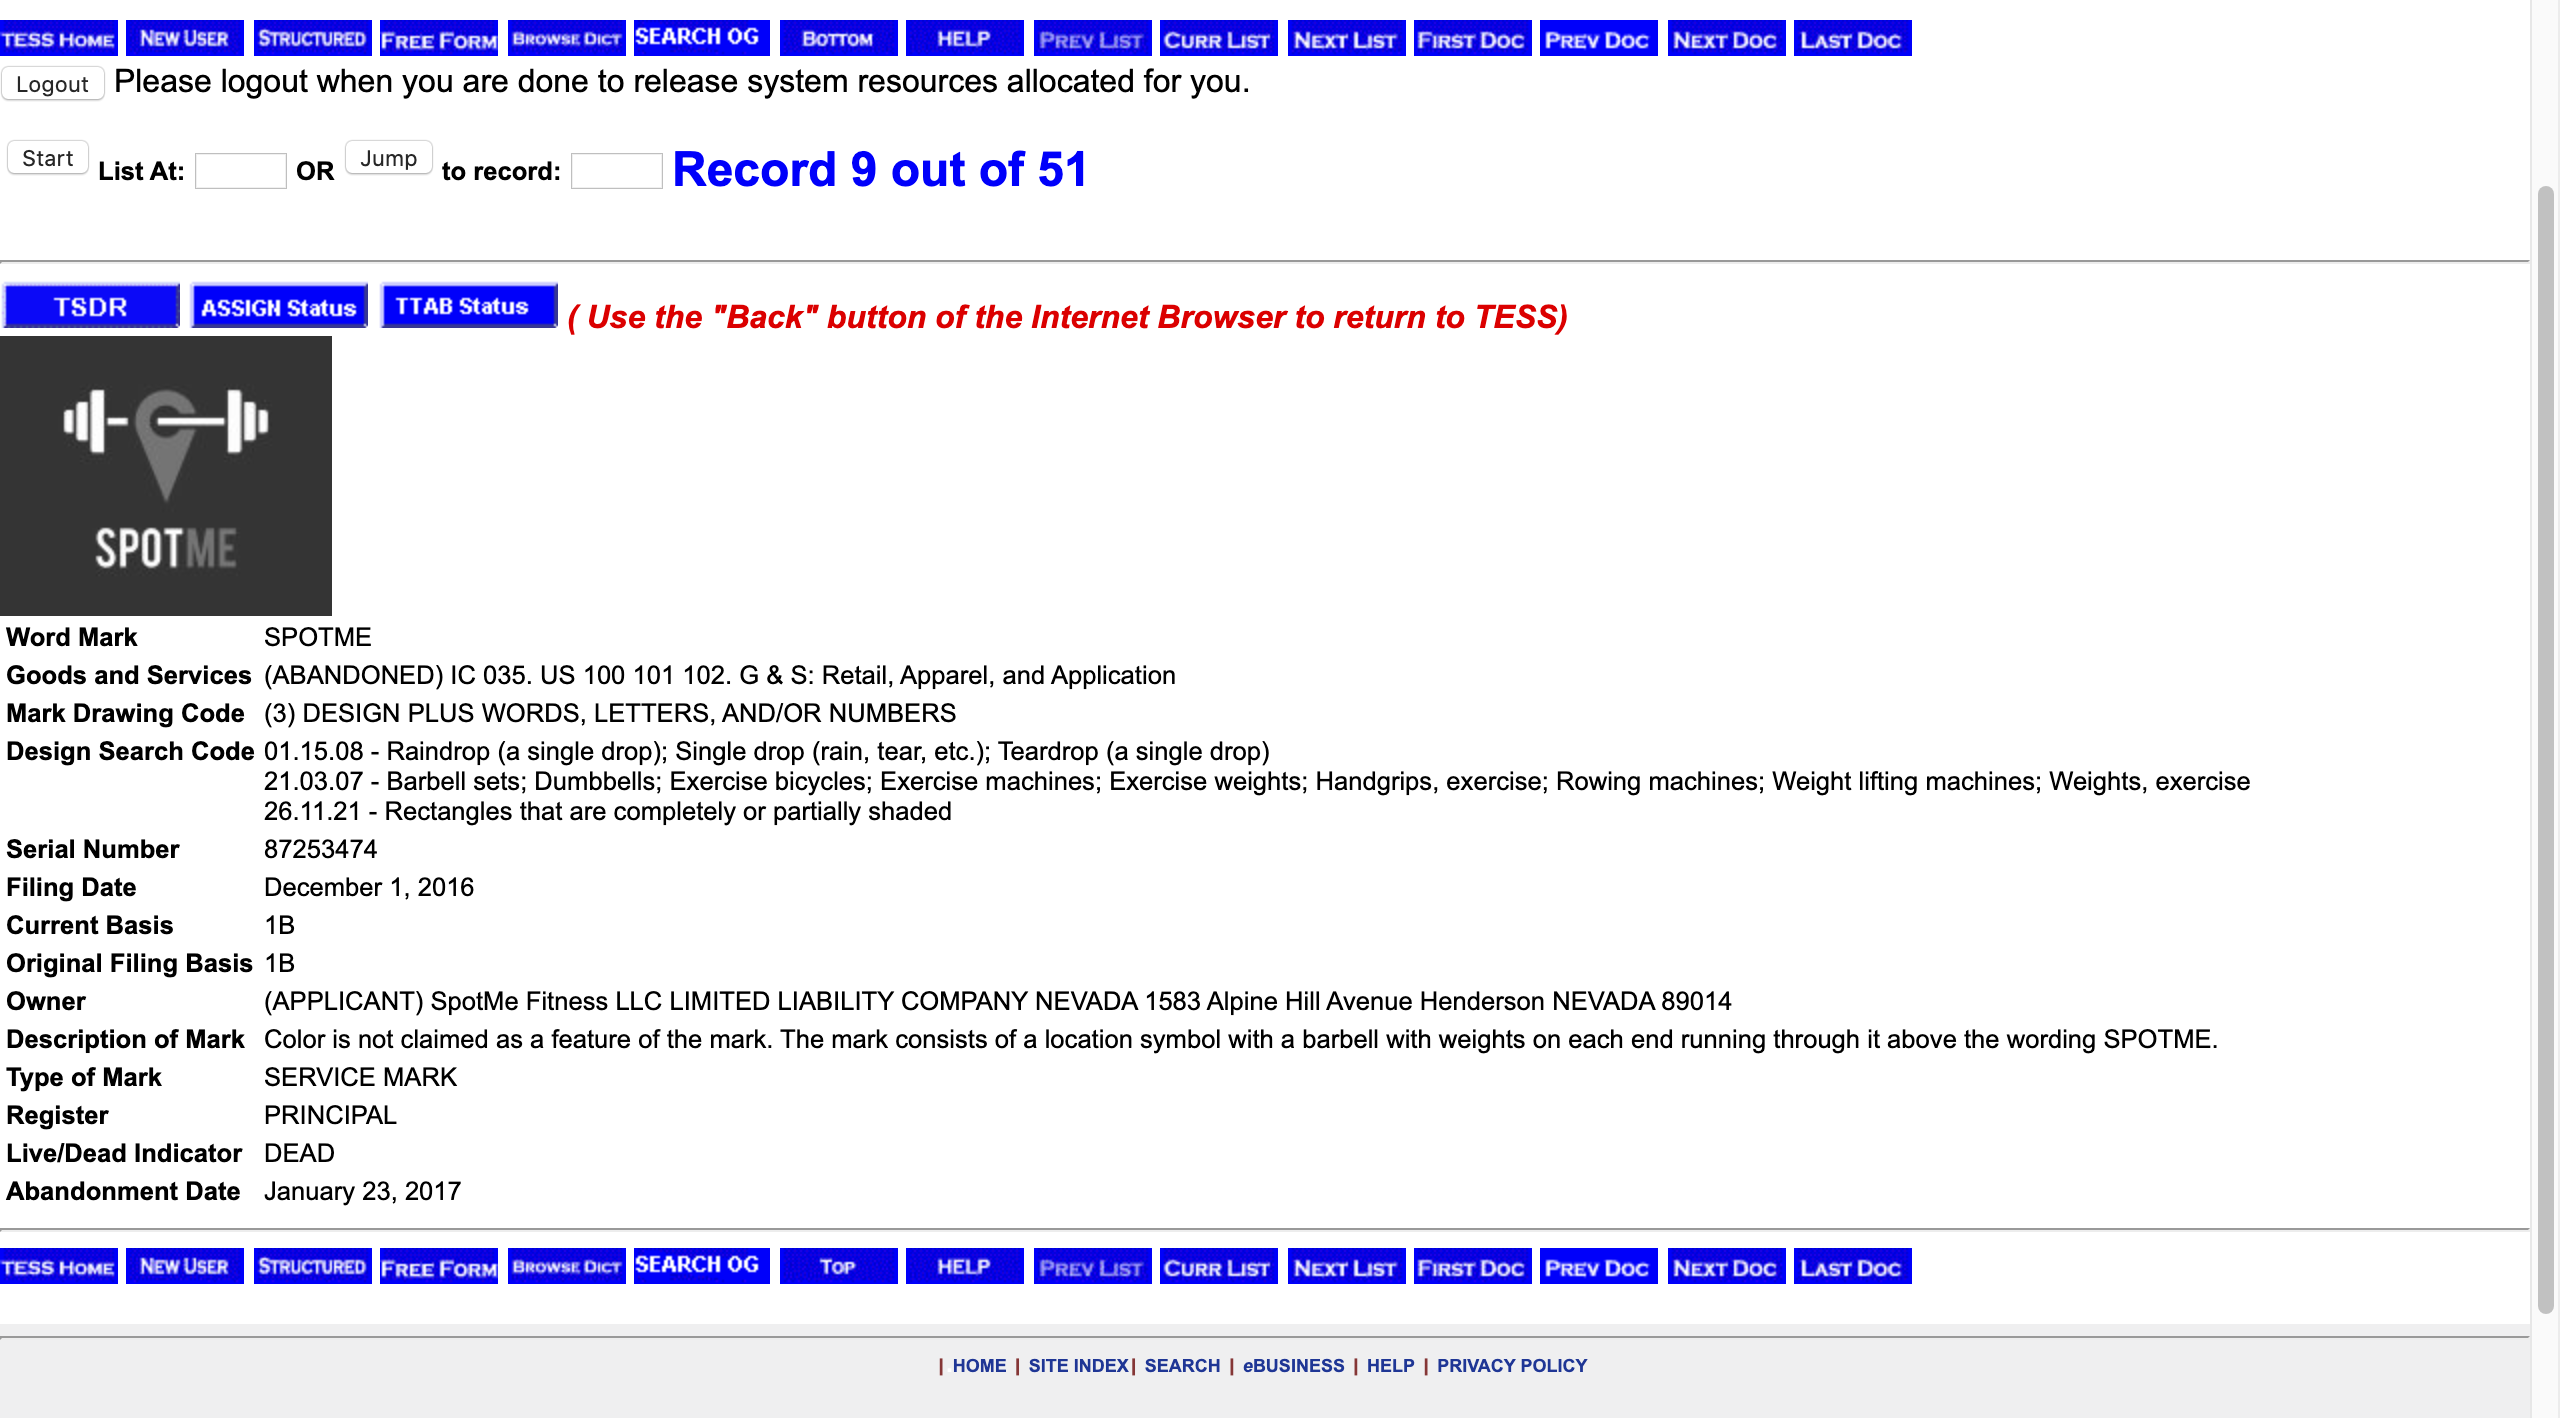 TESS HOME NEW USER STRUCTURED FREE FORM BROWSE DICT SEARCH OG BOTTOM HELP PREV LIST CURR LIST NEXT LIST FIRST DOC PREV DOC NEXT DOC LAST DOC
Logout Please logout when you are done to release system resources allocated for you.
Start List At: OR Jump to record: Record 9 out of 51
TSDR ASSIGN Status TTAB Status ( Use the "Back" button of the Internet Browser to return to TESS)
SPOTME
Word Mark SPOTME
Goods and Services (ABANDONED) IC 035. US 100 101 102. G & S: Retail, Apparel, and Application
Mark Drawing Code (3) DESIGN PLUS WORDS, LETTERS, AND/OR NUMBERS
Design Search Code 01.15.08 - Raindrop (a single drop); Single drop (rain, tear, etc.); Teardrop (a single drop)
21.03.07 - Barbell sets; Dumbbells; Exercise bicycles; Exercise machines; Exercise weights; Handgrips, exercise; Rowing machines; Weight lifting machines; Weights, exercise
26.11.21 - Rectangles that are completely or partially shaded
Serial Number 87253474
Filing Date December 1, 2016
Current Basis 1B
Original Filing Basis 1B
Owner (APPLICANT) SpotMe Fitness LLC LIMITED LIABILITY COMPANY NEVADA 1583 Alpine Hill Avenue Henderson NEVADA 89014
Description of Mark Color is not claimed as a feature of the mark. The mark consists of a location symbol with a barbell with weights on each end running through it above the wording SPOTME.
Type of Mark SERVICE MARK
Register PRINCIPAL
Live/Dead Indicator DEAD
Abandonment Date January 23, 2017
TESS HOME NEW USER STRUCTURED FREE FORM BROWSE DICT SEARCH OG TOP HELP PREV LIST CURR LIST NEXT LIST FIRST DOC PREV DOC NEXT DOC LAST DOC
| HOME | SITE INDEX| SEARCH | eBUSINESS | HELP | PRIVACY POLICY